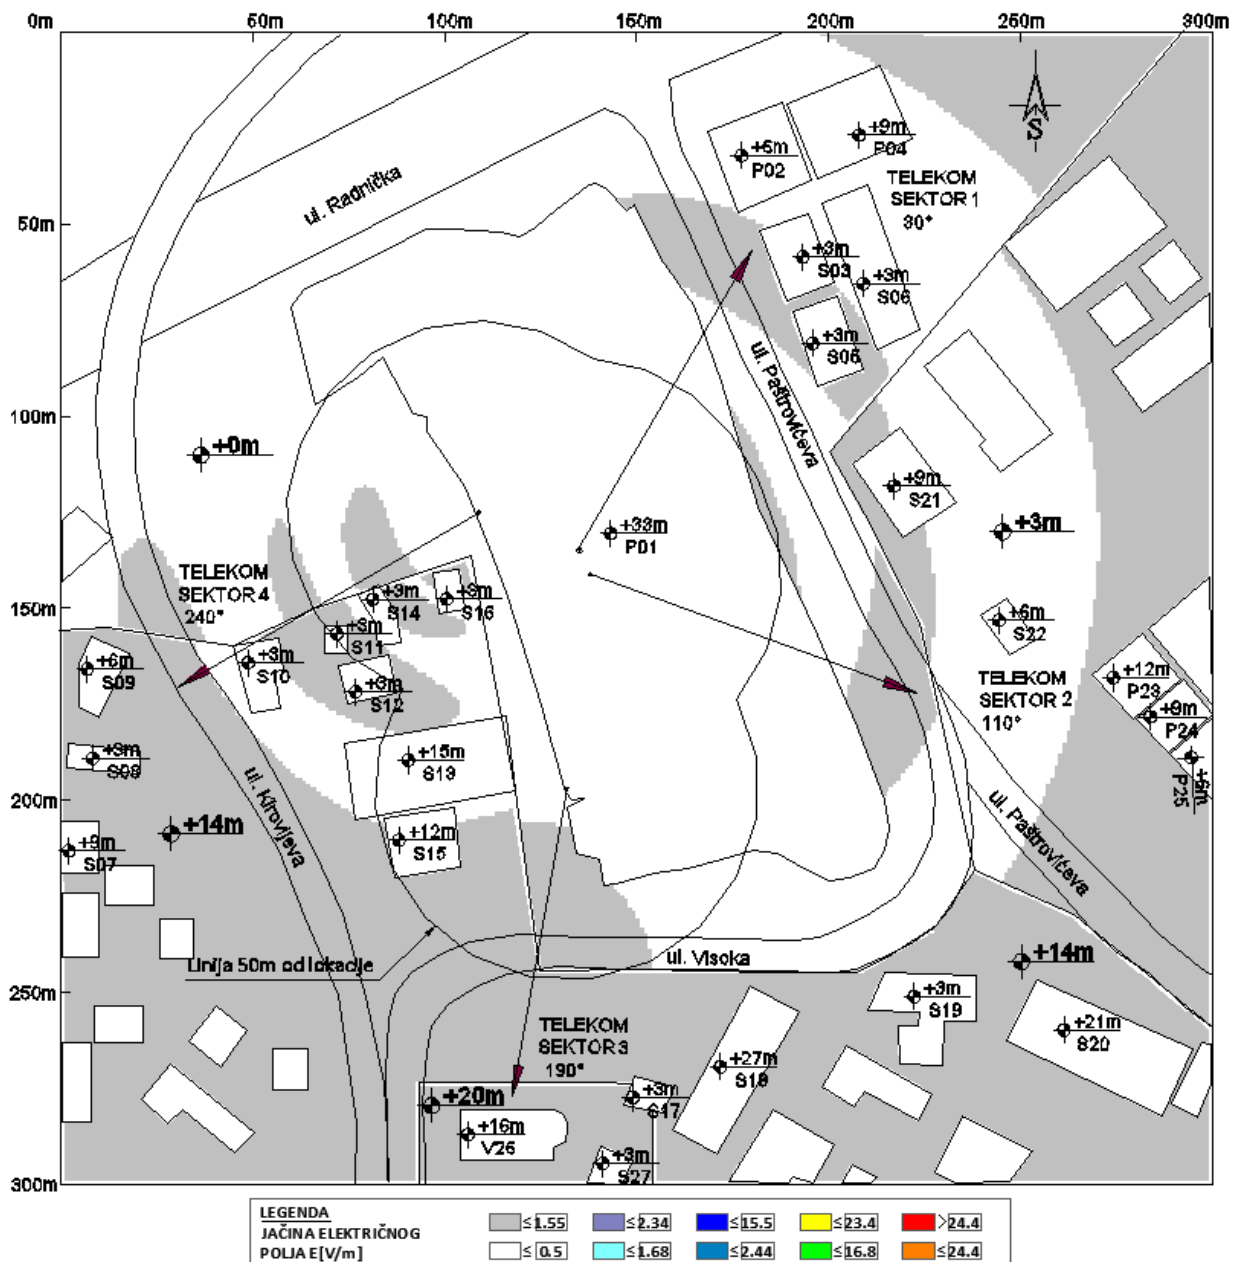 0m 50m 100m 150m 200m 250m 300m
S
+6m
P02
+9m
P04
ul. Radnička
TELEKOM
SEKTOR 1
30°
50m
+3m
S03
+3m
S06
+3m
S05
ul. Paštrovićeva
100m
+0m
+9m
S21
+33m
P01
+3m
TELEKOM
SEKTOR 4
240°
150m
+3m
S14
+3m
S16
+3m
S11
+6m
S22
+3m
S10
+6m
S09
+3m
S12
+12m
P23
TELEKOM
SEKTOR 2
110°
+9m
P24
+6m
P25
+3m
S08
+15m
S13
ul. Kirovljeva
200m
ul. Paštrovićeva
+14m
+12m
S15
+9m
S07
Linija 50m od lokacije
ul. Visoka
+14m
250m
+3m
S19
TELEKOM
SEKTOR 3
190°
+21m
S20
+27m
S18
+20m
+3m
S17
+16m
V26
+3m
S27
300m
LEGENDA
JAČINA ELEKTRIČNOG
POLJA E[V/m]
≤1.55 ≤2.34 ≤15.5 ≤23.4 >24.4
≤ 0.5 ≤1.68 ≤2.44 ≤16.8 ≤24.4